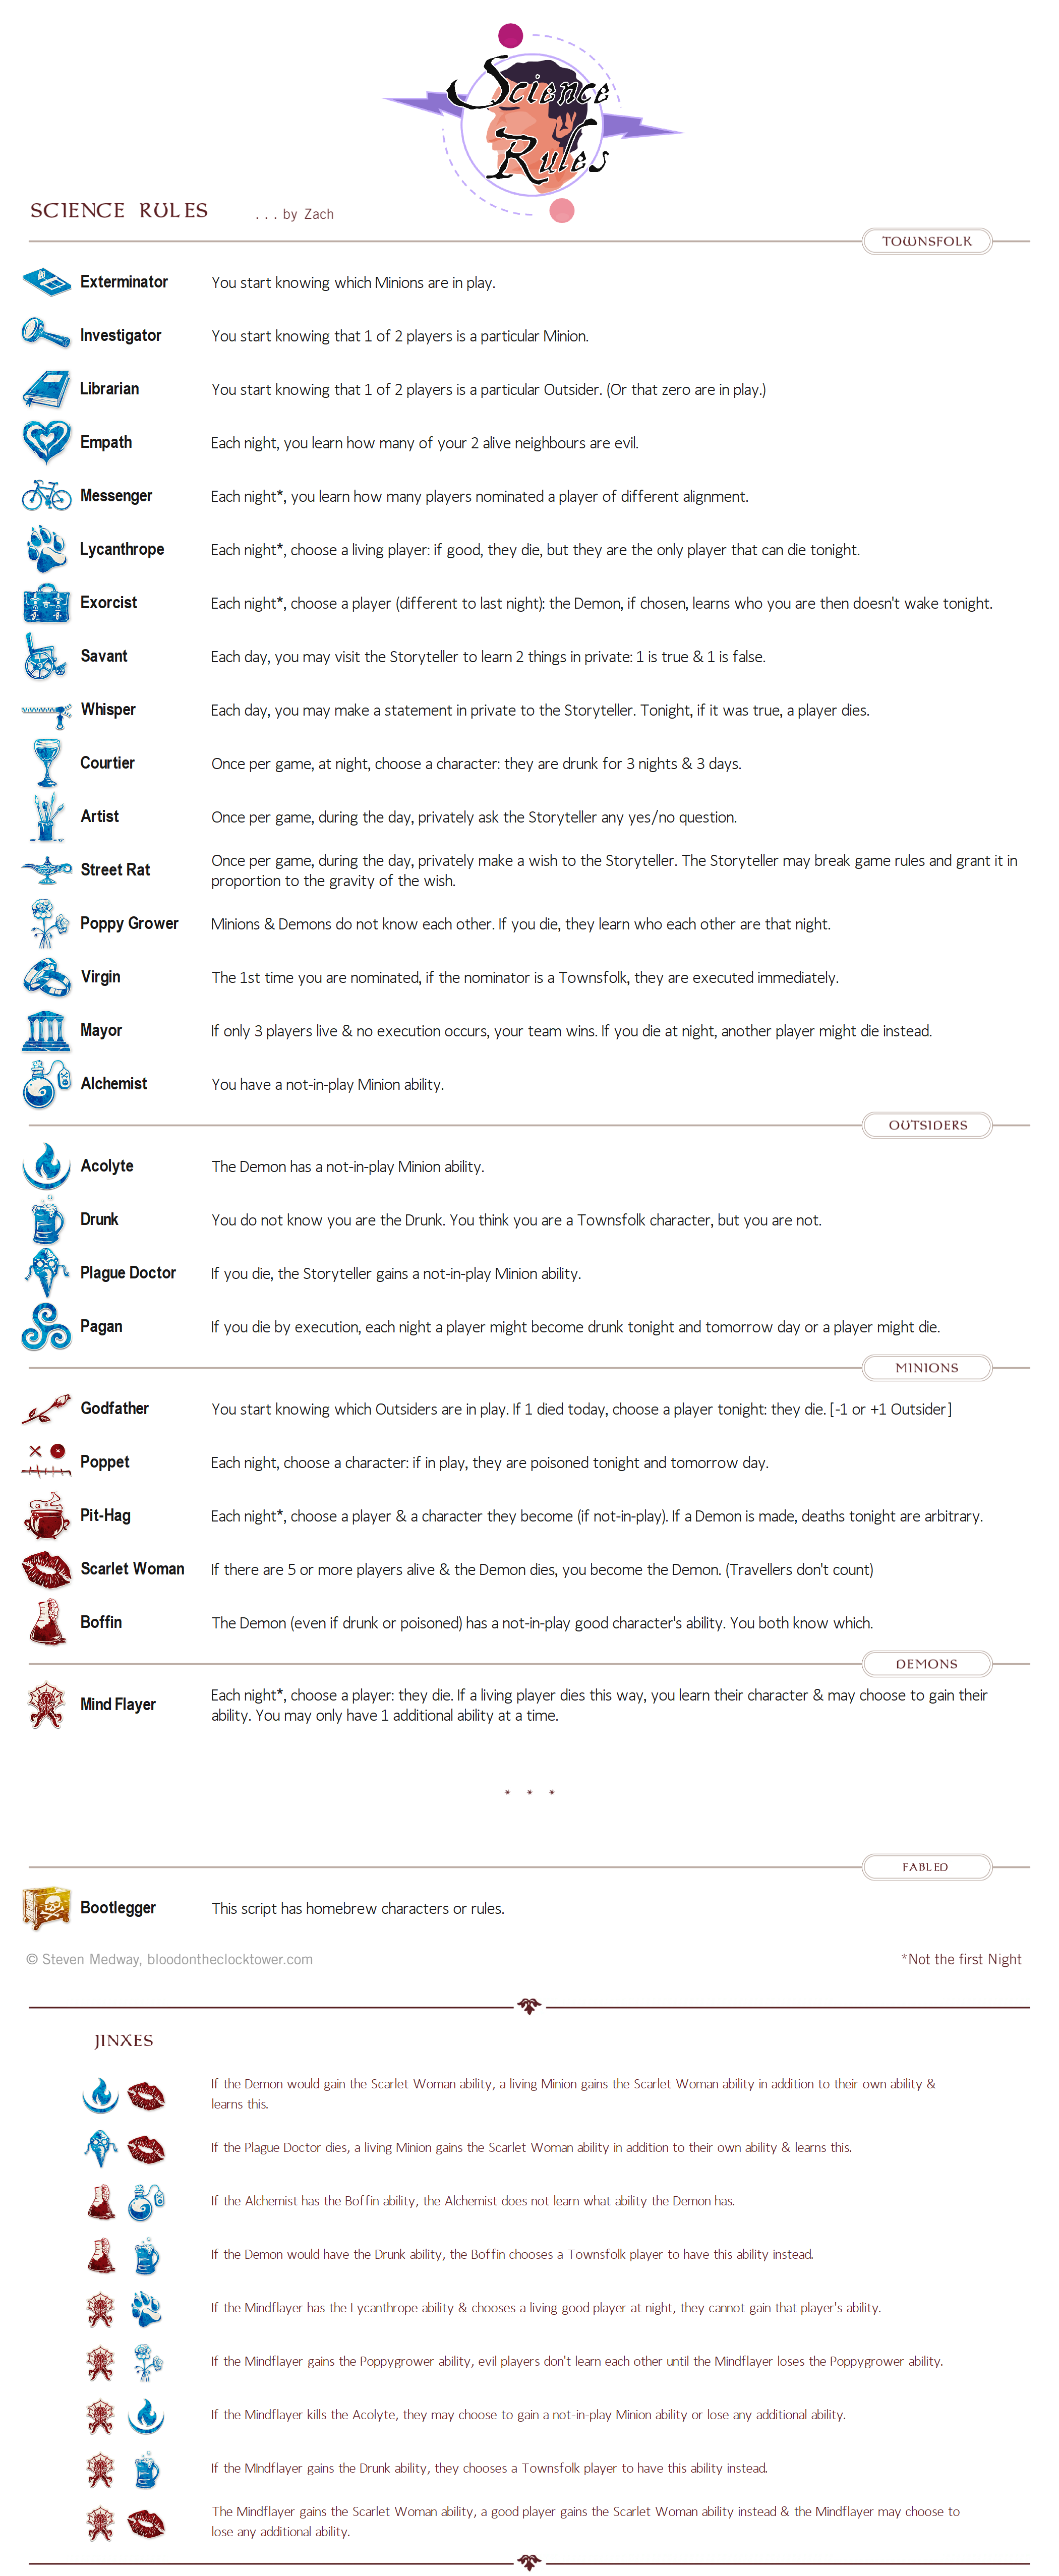 Science
Rules
SCIENCE RULES . . . by Zach
TOWNSFOLK
Exterminator You start knowing which Minions are in play.
Investigator You start knowing that 1 of 2 players is a particular Minion.
Librarian You start knowing that 1 of 2 players is a particular Outsider. (Or that zero are in play.)
Empath Each night, you learn how many of your 2 alive neighbours are evil.
Messenger Each night*, you learn how many players nominated a player of different alignment.
Lycanthrope Each night*, choose a living player: if good, they die, but they are the only player that can die tonight.
Exorcist Each night*, choose a player (different to last night): the Demon, if chosen, learns who you are then doesn't wake tonight.
Savant Each day, you may visit the Storyteller to learn 2 things in private: 1 is true & 1 is false.
Whisper Each day, you may make a statement in private to the Storyteller. Tonight, if it was true, a player dies.
Courtier Once per game, at night, choose a character: they are drunk for 3 nights & 3 days.
Artist Once per game, during the day, privately ask the Storyteller any yes/no question.
Street Rat Once per game, during the day, privately make a wish to the Storyteller. The Storyteller may break game rules and grant it in
proportion to the gravity of the wish.
Poppy Grower Minions & Demons do not know each other. If you die, they learn who each other are that night.
Virgin The 1st time you are nominated, if the nominator is a Townsfolk, they are executed immediately.
Mayor If only 3 players live & no execution occurs, your team wins. If you die at night, another player might die instead.
Alchemist You have a not-in-play Minion ability.
OUTSIDERS
Acolyte The Demon has a not-in-play Minion ability.
Drunk You do not know you are the Drunk. You think you are a Townsfolk character, but you are not.
Plague Doctor If you die, the Storyteller gains a not-in-play Minion ability.
Pagan If you die by execution, each night a player might become drunk tonight and tomorrow day or a player might die.
MINIONS
Godfather You start knowing which Outsiders are in play. If 1 died today, choose a player tonight: they die. [-1 or +1 Outsider]
Poppet Each night, choose a character: if in play, they are poisoned tonight and tomorrow day.
Pit-Hag Each night*, choose a player & a character they become (if not-in-play). If a Demon is made, deaths tonight are arbitrary.
Scarlet Woman If there are 5 or more players alive & the Demon dies, you become the Demon. (Travellers don't count)
Boffin The Demon (even if drunk or poisoned) has a not-in-play good character's ability. You both know which.
DEMONS
Mind Flayer Each night*, choose a player: they die. If a living player dies this way, you learn their character & may choose to gain their
ability. You may only have 1 additional ability at a time.
* * *
FABLED
Bootlegger This script has homebrew characters or rules.
© Steven Medway, bloodontheclocktower.com *Not the first Night
JINXES
If the Demon would gain the Scarlet Woman ability, a living Minion gains the Scarlet Woman ability in addition to their own ability &
learns this.
If the Plague Doctor dies, a living Minion gains the Scarlet Woman ability in addition to their own ability & learns this.
If the Alchemist has the Boffin ability, the Alchemist does not learn what ability the Demon has.
If the Demon would have the Drunk ability, the Boffin chooses a Townsfolk player to have this ability instead.
If the Mindflayer has the Lycanthrope ability & chooses a living good player at night, they cannot gain that player's ability.
If the Mindflayer gains the Poppygrower ability, evil players don't learn each other until the Mindflayer loses the Poppygrower ability.
If the Mindflayer kills the Acolyte, they may choose to gain a not-in-play Minion ability or lose any additional ability.
If the MIndflayer gains the Drunk ability, they chooses a Townsfolk player to have this ability instead.
The Mindflayer gains the Scarlet Woman ability, a good player gains the Scarlet Woman ability instead & the Mindflayer may choose to
lose any additional ability.